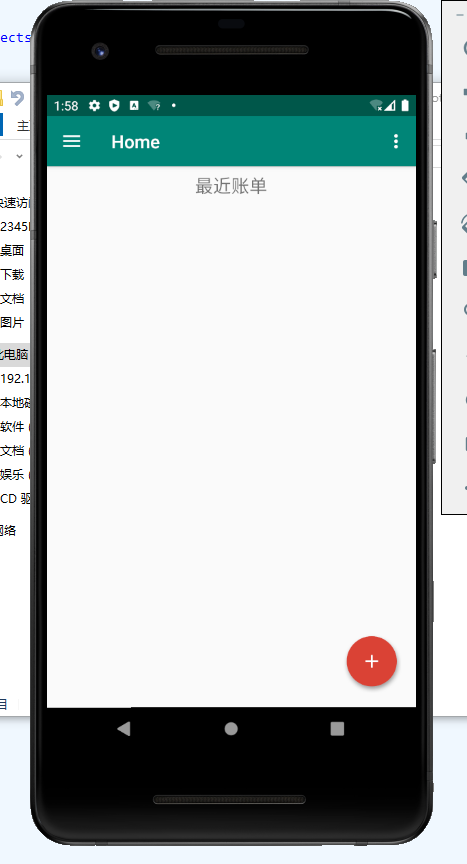 ects
主
1:58
Home
最近账单
快速访问
2345
桌面
下载
文档
图片
此电脑
192.1
本地磁
软件 (
文档 (
娱乐 (
CD 驱
网络
目